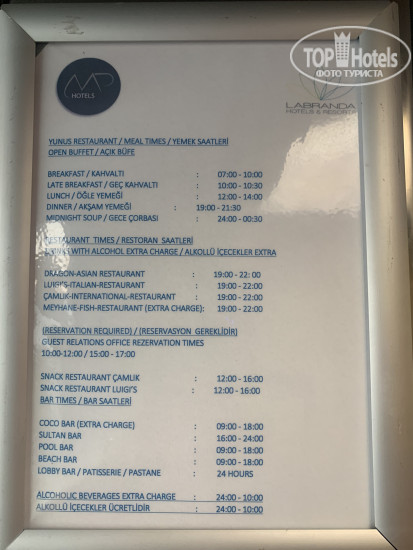 TOP Hotels
ФОТО ТУРИСТА
MP
HOTELS
LABRANDA
HOTELS & RESORTS
YUNUS RESTAURANT / MEAL TIMES / YEMEK SAATLERİ
OPEN BUFFET / AÇIK BÜFE
BREAKFAST / KAHVALTI : 07:00 - 10:00
LATE BREAKFAST / GEÇ KAHVALTI : 10:00 - 10:30
LUNCH / ÖĞLE YEMEĞİ : 12:00 - 14:00
DINNER / AKŞAM YEMEĞİ : 19:00 - 21:30
MIDNIGHT SOUP / GECE ÇORBASI : 24:00 - 00:30
RESTAURANT TIMES / RESTORAN SAATLERİ
DRINKS WITH ALCOHOL EXTRA CHARGE / ALKOLLÜ İÇECEKLER EXTRA
DRAGON-ASIAN RESTAURANT : 19:00 - 22: 00
LUIGI'S-ITALIAN-RESTAURANT : 19:00 - 22:00
ÇAMLIK-INTERNATIONAL-RESTAURANT : 19:00 - 22:00
MEYHANE-FISH-RESTAURANT (EXTRA CHARGE): 19:00 - 22:00
(RESERVATION REQUIRED) / (RESERVASYON GEREKLİDİR)
GUEST RELATIONS OFFICE REZERVATION TIMES
10:00-12:00 / 15:00 - 17:00
SNACK RESTAURANT ÇAMLIK : 12:00 - 16:00
SNACK RESTAURANT LUIGI'S : 12:00 - 16:00
BAR TIMES / BAR SAATLERİ
COCO BAR (EXTRA CHARGE) : 09:00 - 18:00
SULTAN BAR : 16:00 - 24:00
POOL BAR : 09:00 - 18:00
BEACH BAR : 09:00 - 18:00
LOBBY BAR / PATISSERIE / PASTANE : 24 HOURS
ALCOHOLIC BEVERAGES EXTRA CHARGE : 24:00 - 10:00
ALKOLLÜ İÇECEKLER ÜCRETLİDİR : 24:00 - 10:00